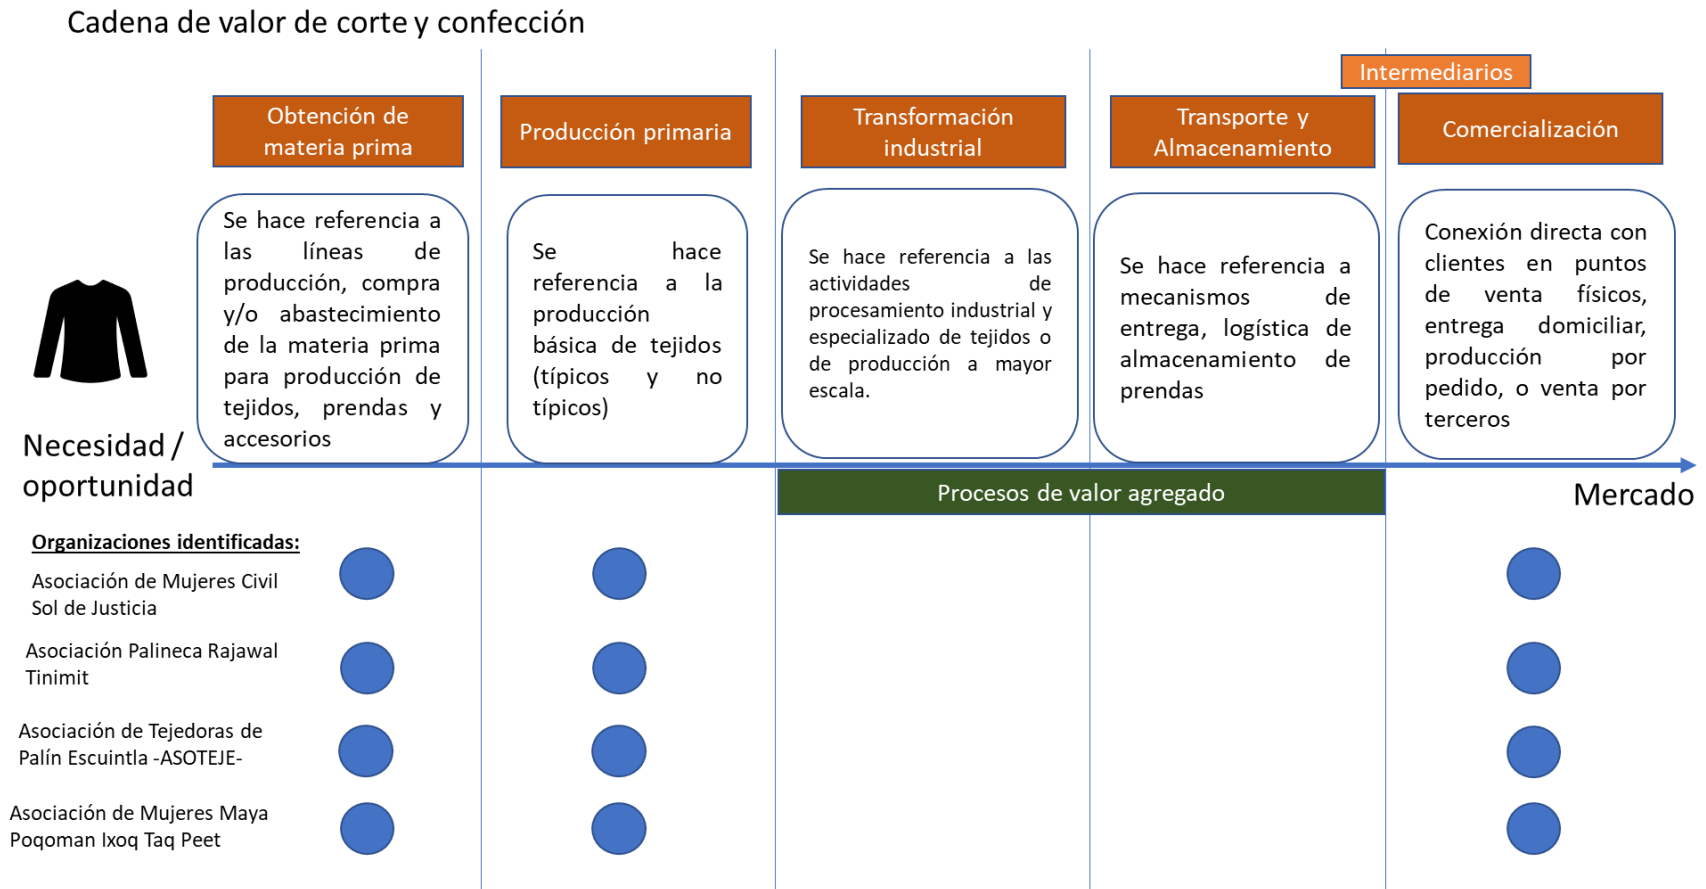 Cadena de valor de corte y confección
Intermediarios
Obtención de
materia prima
Producción primaria
Transformación
industrial
Transporte y
Almacenamiento
Comercialización
Se hace referencia a
las líneas de
producción, compra
y/o abastecimiento
de la materia prima
para producción de
tejidos, prendas y
accesorios
Se hace
referencia a la
producción
básica de tejidos
(típicos y no
típicos)
Se hace referencia a las
actividades de
procesamiento industrial y
especializado de tejidos o
de producción a mayor
escala.
Se hace referencia a
mecanismos de
entrega, logística de
almacenamiento de
prendas
Conexión directa con
clientes en puntos
de venta físicos,
entrega domiciliar,
producción por
pedido, o venta por
terceros
Necesidad /
oportunidad
Procesos de valor agregado
Mercado
Organizaciones identificadas:
Asociación de Mujeres Civil
Sol de Justicia
Asociación Palineca Rajawal
Tinimit
Asociación de Tejedoras de
Palín Escuintla -ASOTEJE-
Asociación de Mujeres Maya
Poqoman Ixoq Taq Peet